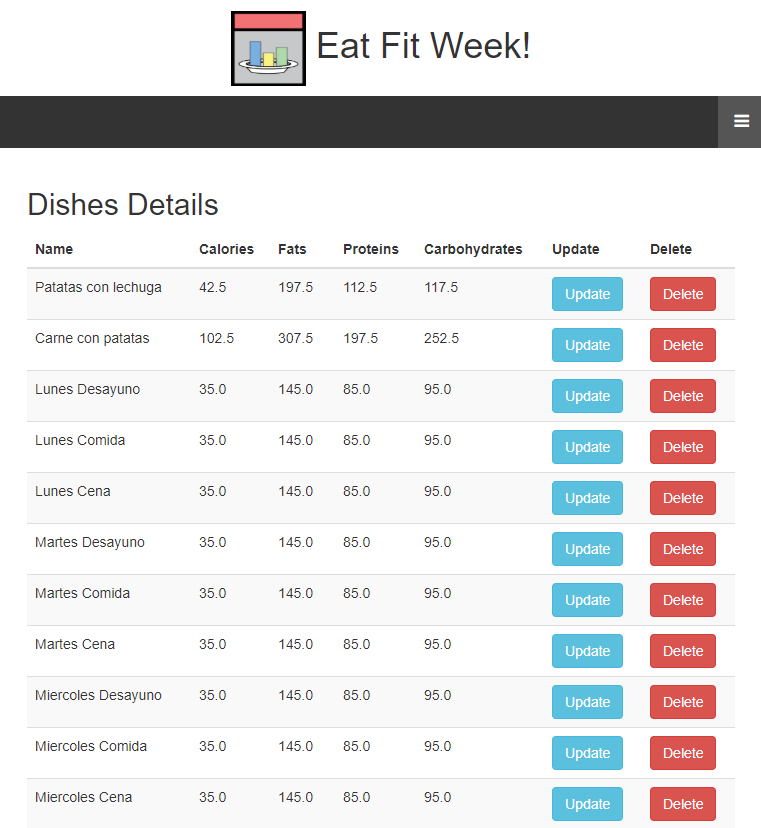 Eat Fit Week!
Dishes Details
Name Calories Fats Proteins Carbohydrates Update Delete
Patatas con lechuga 42.5 197.5 112.5 117.5 Update Delete
Carne con patatas 102.5 307.5 197.5 252.5 Update Delete
Lunes Desayuno 35.0 145.0 85.0 95.0 Update Delete
Lunes Comida 35.0 145.0 85.0 95.0 Update Delete
Lunes Cena 35.0 145.0 85.0 95.0 Update Delete
Martes Desayuno 35.0 145.0 85.0 95.0 Update Delete
Martes Comida 35.0 145.0 85.0 95.0 Update Delete
Martes Cena 35.0 145.0 85.0 95.0 Update Delete
Miercoles Desayuno 35.0 145.0 85.0 95.0 Update Delete
Miercoles Comida 35.0 145.0 85.0 95.0 Update Delete
Miercoles Cena 35.0 145.0 85.0 95.0 Update Delete